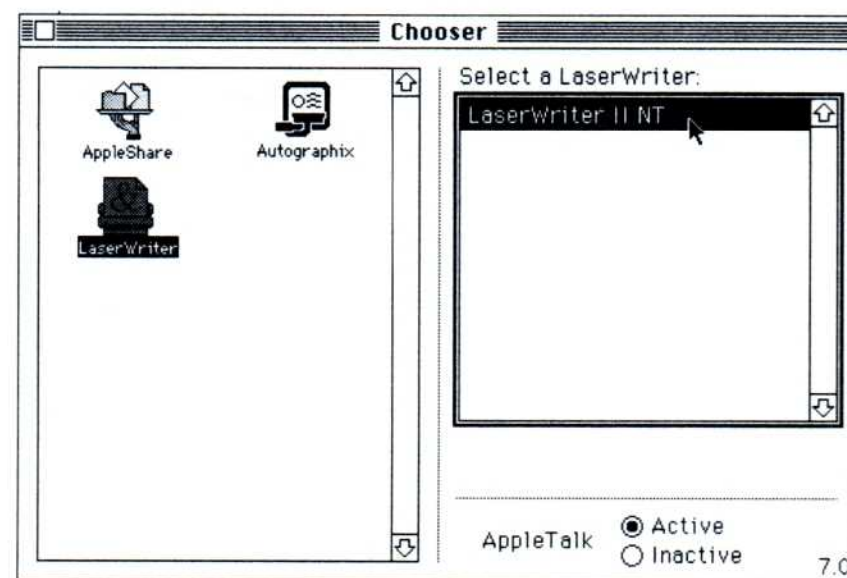 Chooser
AppleShare
Autographix
LaserWriter
Select a LaserWriter:
LaserWriter II NT
AppleTalk
Active
Inactive
7.0